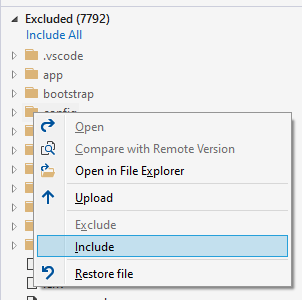 Excluded (7792)
Include All
.vscode
app
bootstrap
config
Open
Compare with Remote Version
Open in File Explorer
Upload
Exclude
Include
Restore file